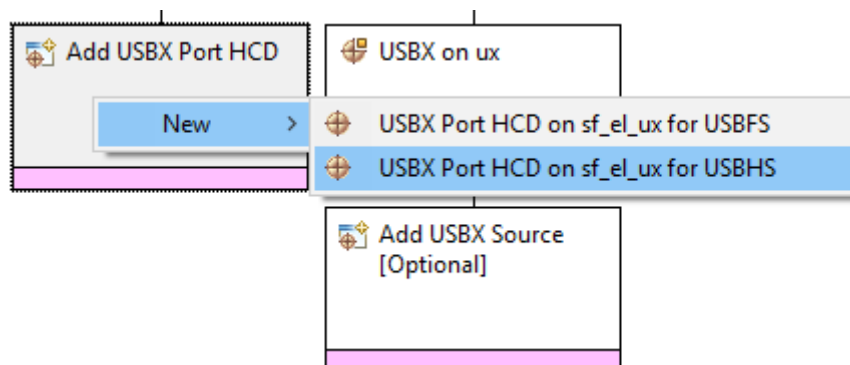 Add USBX Port HCD
USBX on ux
New
USBX Port HCD on sf_el_ux for USBFS
USBX Port HCD on sf_el_ux for USBHS
Add USBX Source
[Optional]